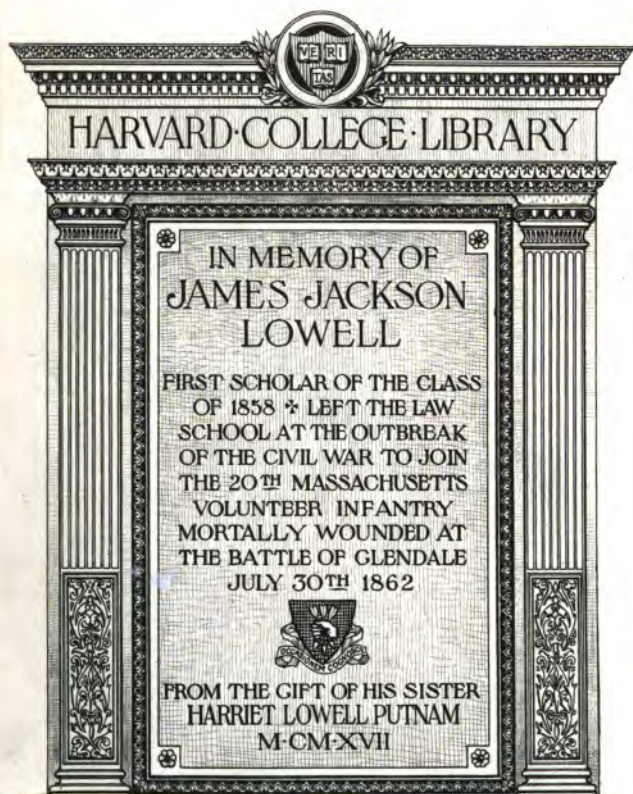 VE RI
TAS
HARVARD·COLLEGE·LIBRARY
IN MEMORY OF
JAMES JACKSON
LOWELL
FIRST SCHOLAR OF THE CLASS
OF 1858 ✣ LEFT THE LAW
SCHOOL AT THE OUTBREAK
OF THE CIVIL WAR TO JOIN
THE 20TH MASSACHUSETTS
VOLUNTEER INFANTRY
MORTALLY WOUNDED AT
THE BATTLE OF GLENDALE
JULY 30TH 1862
FROM THE GIFT OF HIS SISTER
HARRIET LOWELL PUTNAM
M·CM·XVII